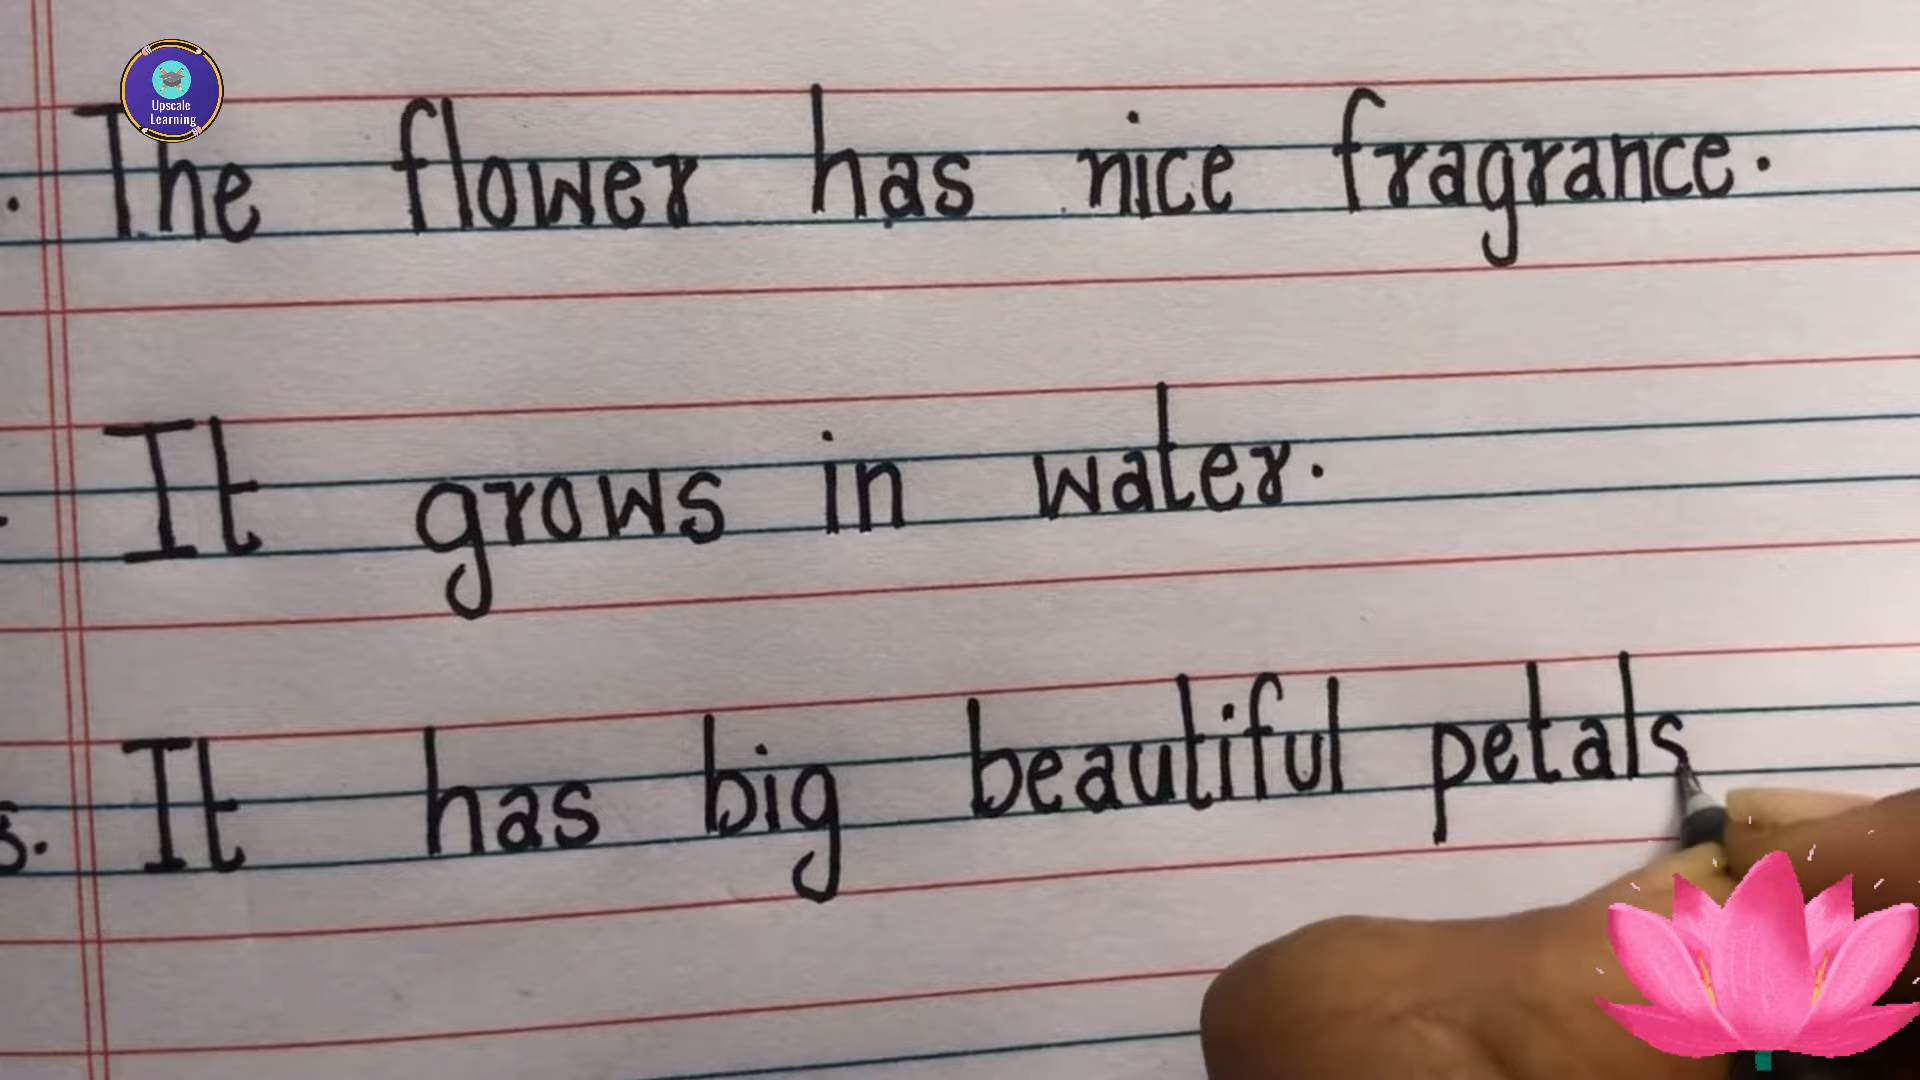 Upscale
Learning
. The flower has nice fragrance.
. It grows in water.
. It has big beautiful petals